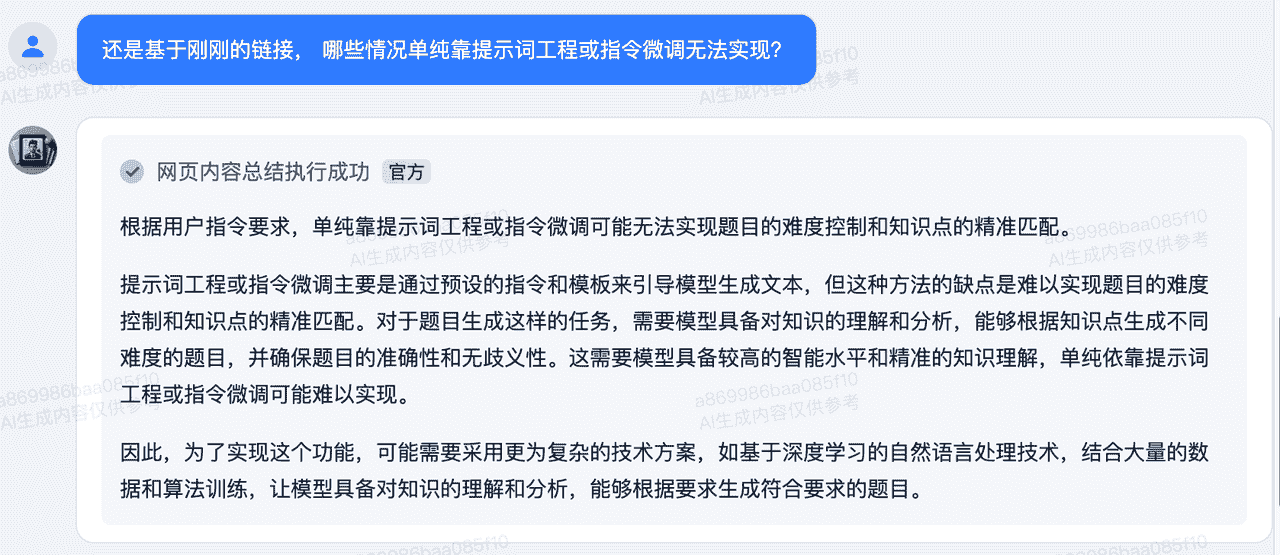 还是基于刚刚的链接， 哪些情况单纯靠提示词工程或指令微调无法实现？
网页内容总结执行成功 官方
根据用户指令要求，单纯靠提示词工程或指令微调可能无法实现题目的难度控制和知识点的精准匹配。
提示词工程或指令微调主要是通过预设的指令和模板来引导模型生成文本，但这种方法的缺点是难以实现题目的难度
控制和知识点的精准匹配。对于题目生成这样的任务，需要模型具备对知识的理解和分析，能够根据知识点生成不同
难度的题目，并确保题目的准确性和无歧义性。这需要模型具备较高的智能水平和精准的知识理解，单纯依靠提示词
工程或指令微调可能难以实现。
因此，为了实现这个功能，可能需要采用更为复杂的技术方案，如基于深度学习的自然语言处理技术，结合大量的数
据和算法训练，让模型具备对知识的理解和分析，能够根据要求生成符合要求的题目。
a869986baa085f10
AI生成内容仅供参考